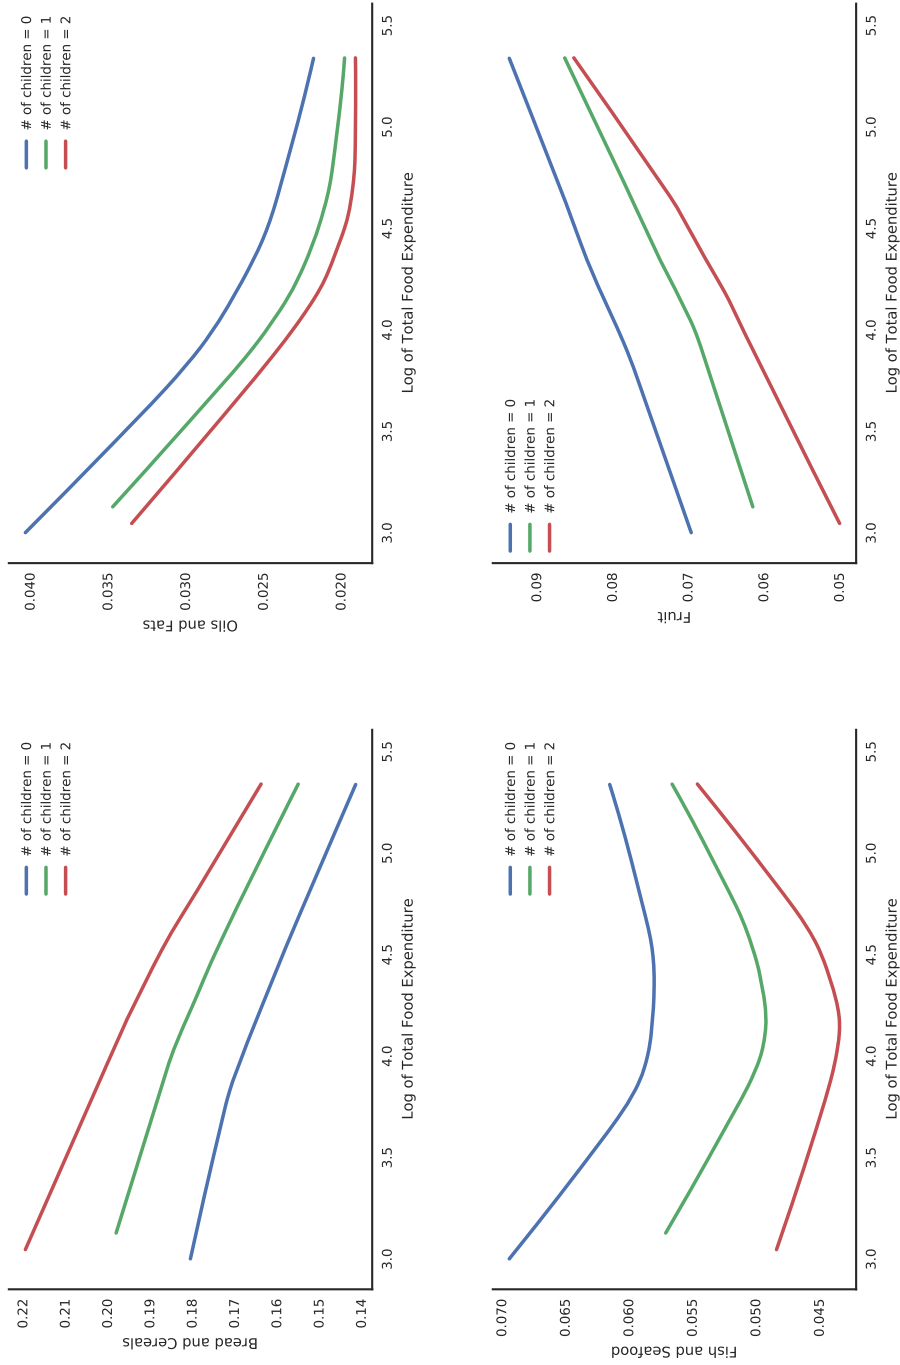 # of children = 0
# of children = 1
# of children = 2
0.22
0.21
0.20
0.19
0.18
0.17
0.16
0.15
0.14
Bread and Cereals
3.0
3.5
4.0
4.5
5.0
5.5
Log of Total Food Expenditure
# of children = 0
# of children = 1
# of children = 2
0.040
0.035
0.030
0.025
0.020
Oils and Fats
3.0
3.5
4.0
4.5
5.0
5.5
Log of Total Food Expenditure
# of children = 0
# of children = 1
# of children = 2
0.070
0.065
0.060
0.055
0.050
0.045
Fish and Seafood
3.0
3.5
4.0
4.5
5.0
5.5
Log of Total Food Expenditure
# of children = 0
# of children = 1
# of children = 2
0.09
0.08
0.07
0.06
0.05
Fruit
3.0
3.5
4.0
4.5
5.0
5.5
Log of Total Food Expenditure